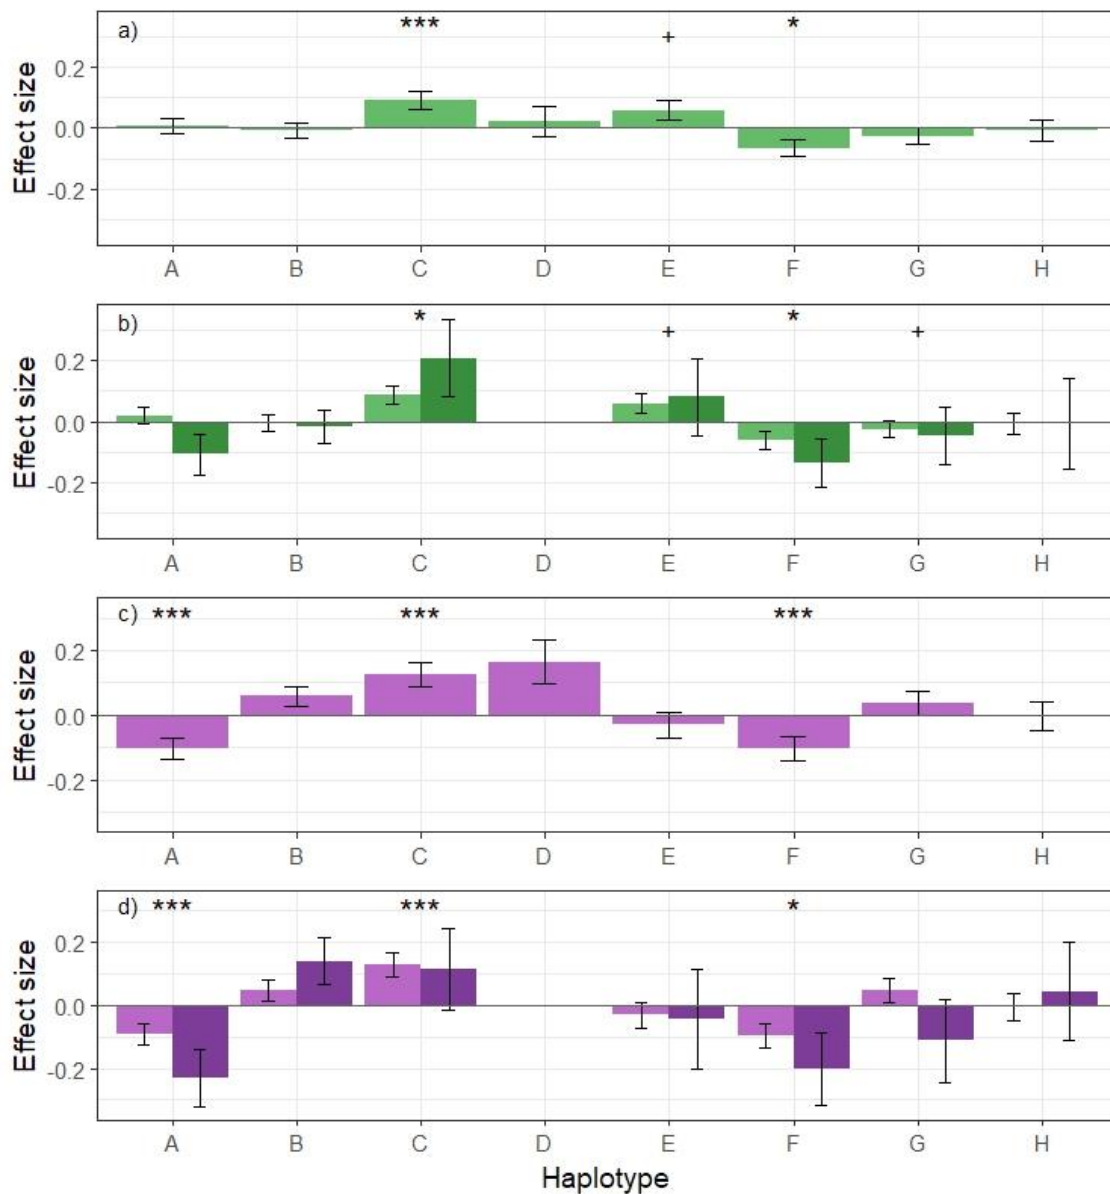 a) *** + *
Effect size
0.2
0.0
-0.2
A B C D E F G H
b) * + * +
Effect size
0.2
0.0
-0.2
A B C D E F G H
c) *** *** ***
Effect size
0.2
0.0
-0.2
A B C D E F G H
d) *** *** *
Effect size
0.2
0.0
-0.2
A B C D E F G H
Haplotype